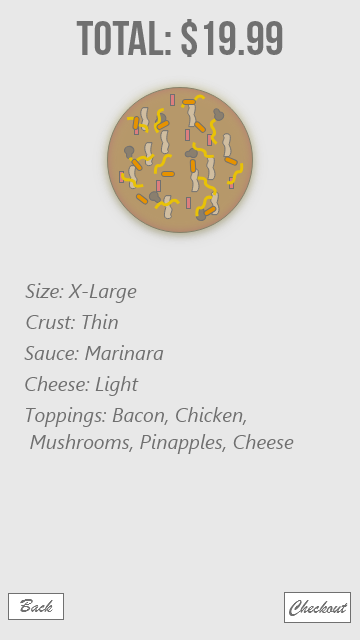 TOTAL: $19.99
Size: X-Large
Crust: Thin
Sauce: Marinara
Cheese: Light
Toppings: Bacon, Chicken,
Mushrooms, Pinapples, Cheese
Back
Checkout